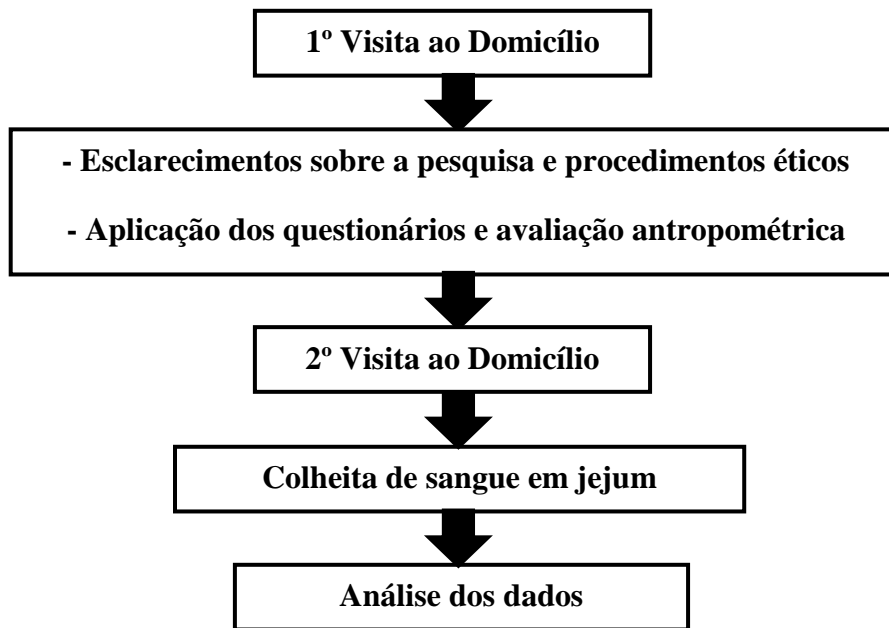 1º Visita ao Domicílio
- Esclarecimentos sobre a pesquisa e procedimentos éticos
- Aplicação dos questionários e avaliação antropométrica
2º Visita ao Domicílio
Colheita de sangue em jejum
Análise dos dados